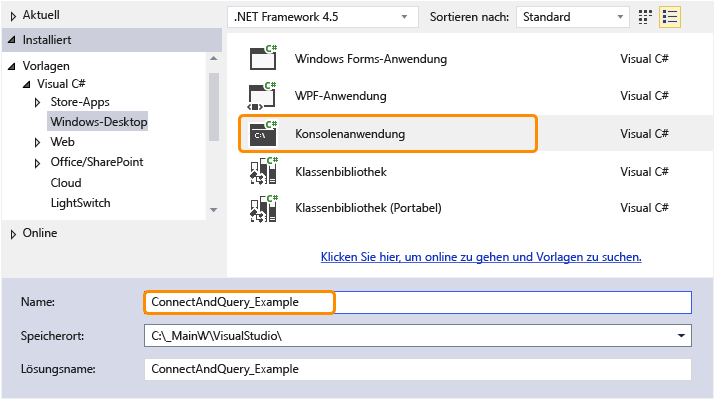 Aktuell
Installiert
Vorlagen
Visual C#
Store-Apps
Windows-Desktop
Web
Office/SharePoint
Cloud
LightSwitch
Online
.NET Framework 4.5 Sortieren nach: Standard
C# Windows Forms-Anwendung Visual C#
C# WPF-Anwendung Visual C#
C# C:\ Konsolenanwendung Visual C#
C# Klassenbibliothek Visual C#
C# Klassenbibliothek (Portabel) Visual C#
Klicken Sie hier, um online zu gehen und Vorlagen zu suchen.
Name: ConnectAndQuery_Example
Speicherort: C:\_MainW\VisualStudio\
Lösungsname: ConnectAndQuery_Example